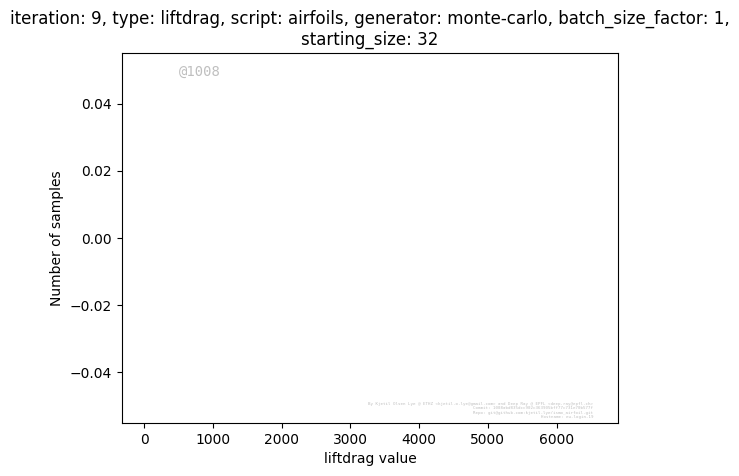 iteration: 9, type: liftdrag, script: airfoils, generator: monte-carlo, batch_size_factor: 1,
starting_size: 32
@1008
0.04
0.02
0.00
−0.02
−0.04
Number of samples
0 1000 2000 3000 4000 5000 6000
liftdrag value